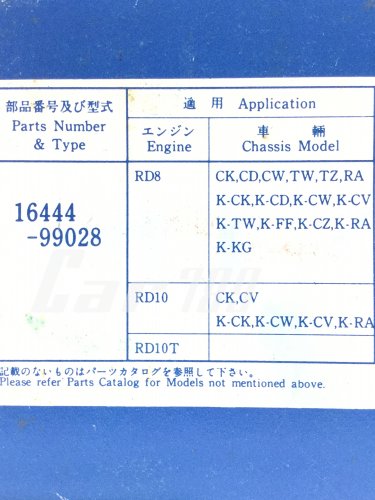 部品番号及び型式
Parts Number
& Type
適用 Application
エンジン
Engine
車輛
Chassis Model
16444
-99028
RD8
CK,CD,CW,TW,TZ,RA
K-CK,K-CD,K-CW,K-CV
K-TW,K-FF,K-CZ,K-RA
K-KG
RD10
CK,CV
K-CK,K-CW,K-CV,K-RA
RD10T
記載のないものはパーツカタログを参照して下さい。
Please refer Parts Catalog for Models not mentioned above.